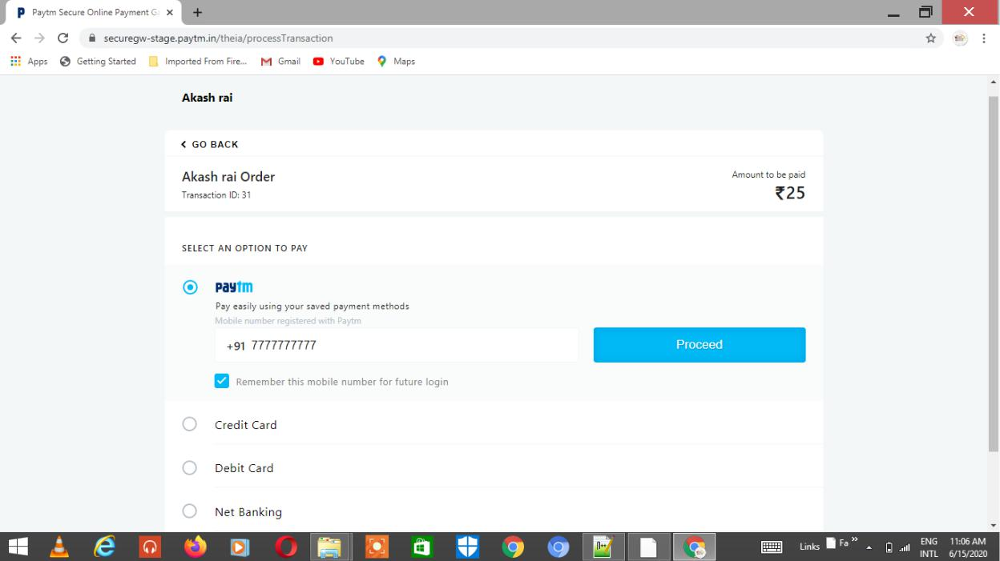 Paytm Secure Online Payment Ga
securegw-stage.paytm.in/theia/processTransaction
Apps Getting Started Imported From Fire... Gmail YouTube Maps
Akash rai
GO BACK
Akash rai Order
Transaction ID: 31
Amount to be paid
₹25
SELECT AN OPTION TO PAY
paytm
Pay easily using your saved payment methods
Mobile number registered with Paytm
+91 7777777777
Proceed
Remember this mobile number for future login
Credit Card
Debit Card
Net Banking
Links Fa »
ENG
INTL
11:06 AM
6/15/2020